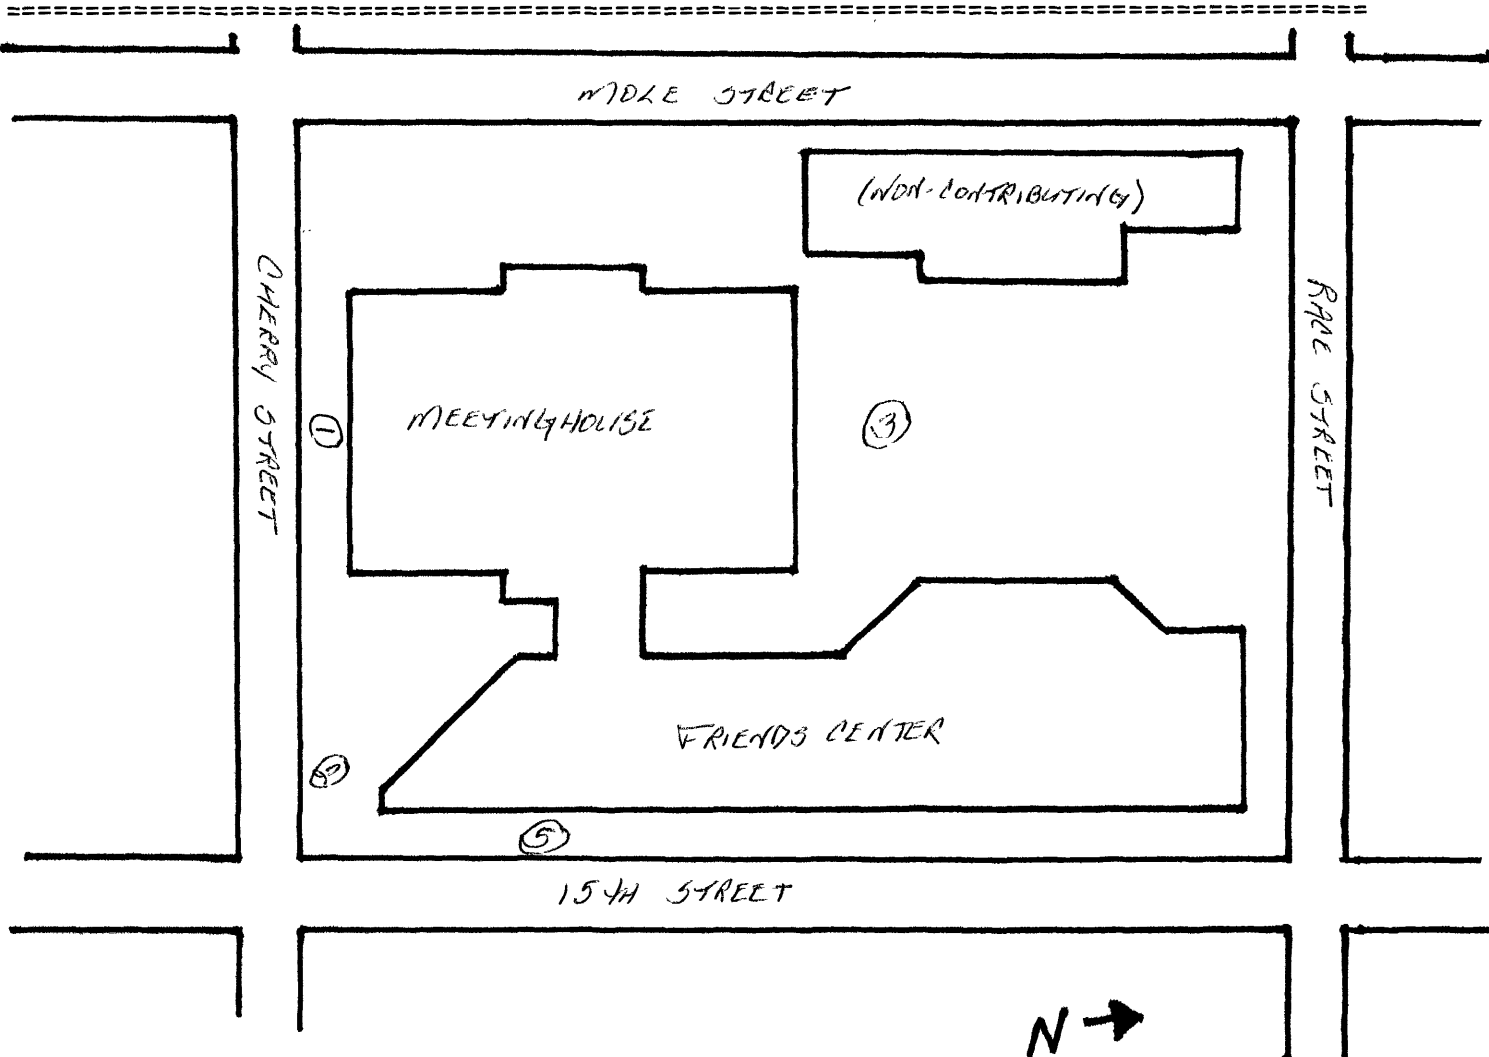 MOLE STREET
(NON-CONTRIBUTING)
CHERRY STREET
RACE STREET
1
MEETINGHOUSE
3
FRIENDS CENTER
5
15TH STREET
N